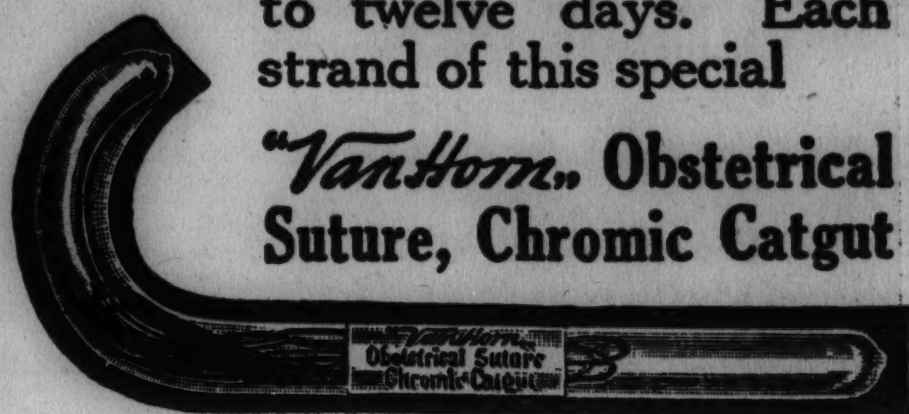 to twelve days. Each
strand of this special
"VanHorn„ Obstetrical
Suture, Chromic Catgut
"VanHorn„
Obstetrical Suture
Chromic Catgut